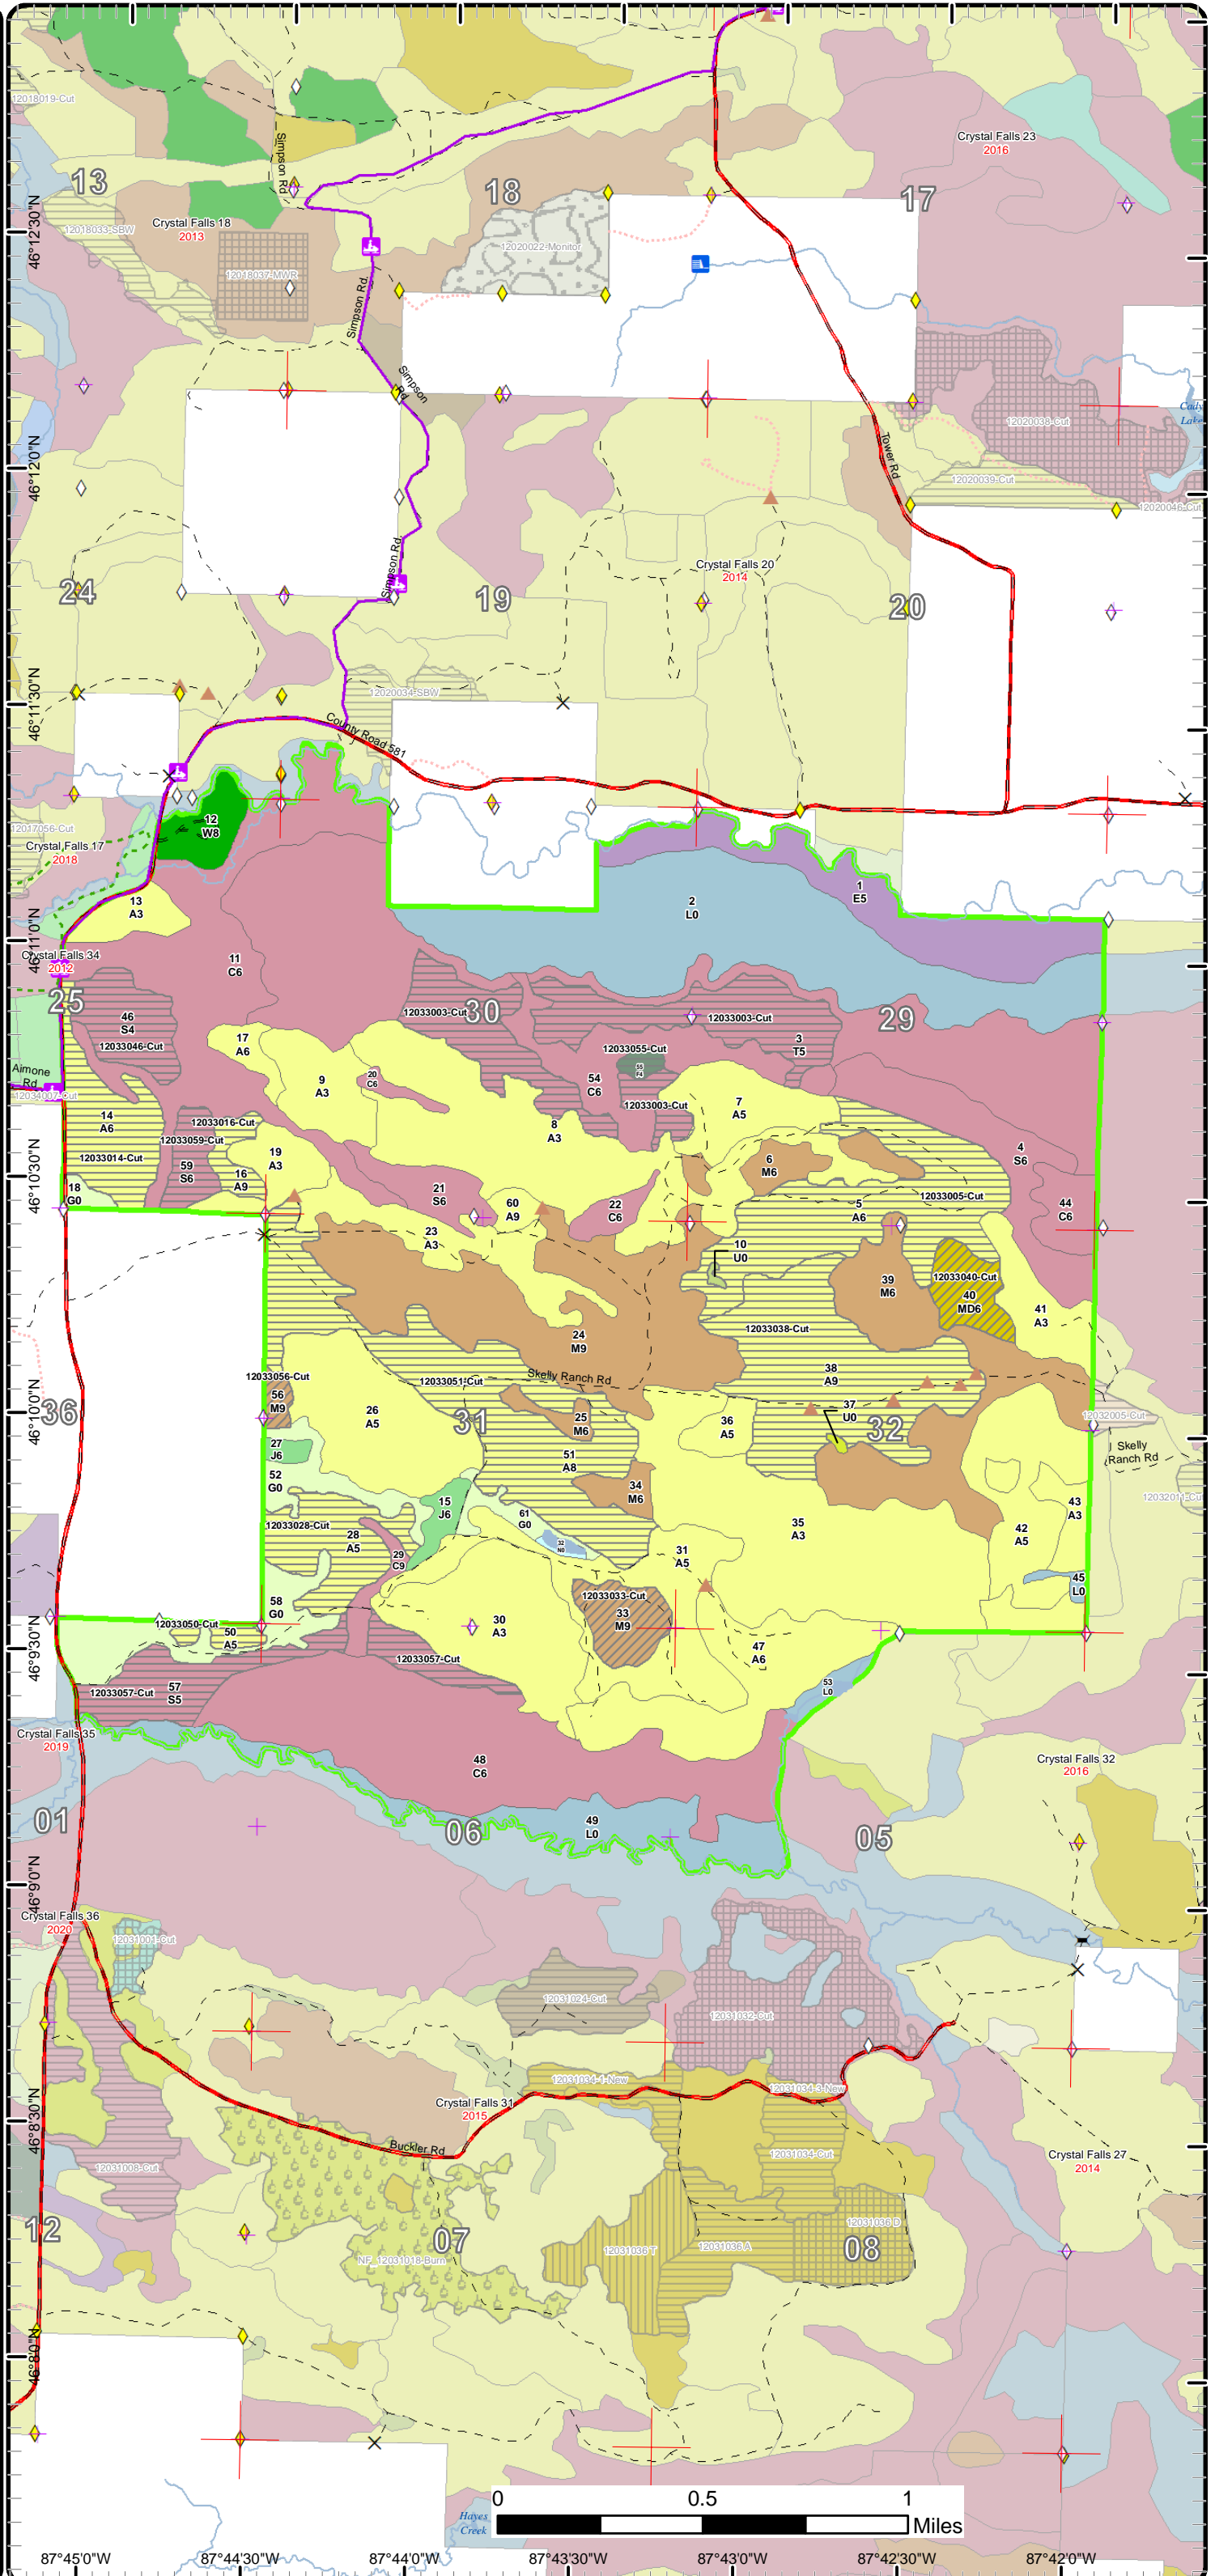 12018019-Cut
Simpson Rd
Crystal Falls 23
2016
13
18
17
12018033-SBW
Crystal Falls 18
2013
46°12'30"N
12020022-Monitor
12018037-MWR
Simpson Rd.
Simpson
Rd
Cady
Lake
12020038-Cut
Tower Rd
46°12'0"N
12020039-Cut
12020046-Cut
Simpson Rd.
Crystal Falls 20
2014
24
19
20
46°11'30"N
12020034-SBW
County Road 581
12
W8
12017056-Cut
Crystal Falls 17
2018
1
E5
2
L0
13
A3
46°11'0"N
Crystal Falls 34
2012
11
C6
25
30
29
46
S4
12033003-Cut
12033003-Cut
12033046-Cut
17
A6
3
T5
12033055-Cut
55
F4
Aimone
Rd
12034007-Cut
9
A3
20
C6
54
C6
12033003-Cut
7
A5
14
A6
12033016-Cut
8
A3
12033059-Cut
12033014-Cut
59
S6
16
A9
19
A3
6
M6
4
S6
46°10'30"N
18
G0
21
S6
60
A9
22
C6
5
A6
12033005-Cut
44
C6
23
A3
10
U0
39
M6
12033040-Cut
40
MD6
41
A3
24
M9
12033038-Cut
Skelly Ranch Rd
38
A9
12033056-Cut
56
M9
12033051-Cut
46°10'0"N
36
26
A5
31
25
M6
36
A5
37
U0
32
12032005-Cut
Skelly
Ranch Rd
27
J6
52
G0
51
A8
34
M6
12032011-Cut
15
J6
61
G0
32
N0
12033028-Cut
28
A5
29
C9
35
A3
43
A3
42
A5
31
A5
45
L0
12033033-Cut
33
M9
58
G0
12033050-Cut
50
A5
30
A3
46°9'30"N
47
A6
12033057-Cut
12033057-Cut
57
S5
53
L0
Crystal Falls 35
2019
48
C6
Crystal Falls 32
2016
01
06
05
49
L0
46°9'0"N
Crystal Falls 36
2020
12031001-Cut
12031024-Cut
12031032-Cut
12031034-1-New
12031034-3-New
Crystal Falls 31
2015
46°8'30"N
Buckler Rd
12031008-Cut
12031034-Cut
Crystal Falls 27
2014
12
07
08
12031036 D
12031036 T
12031036 A
NF_12031018-Burn
46°8'0"N
0 0.5 1
Miles
Hayes
Creek
87°45'0"W 87°44'30"W 87°44'0"W 87°43'30"W 87°43'0"W 87°42'30"W 87°42'0"W